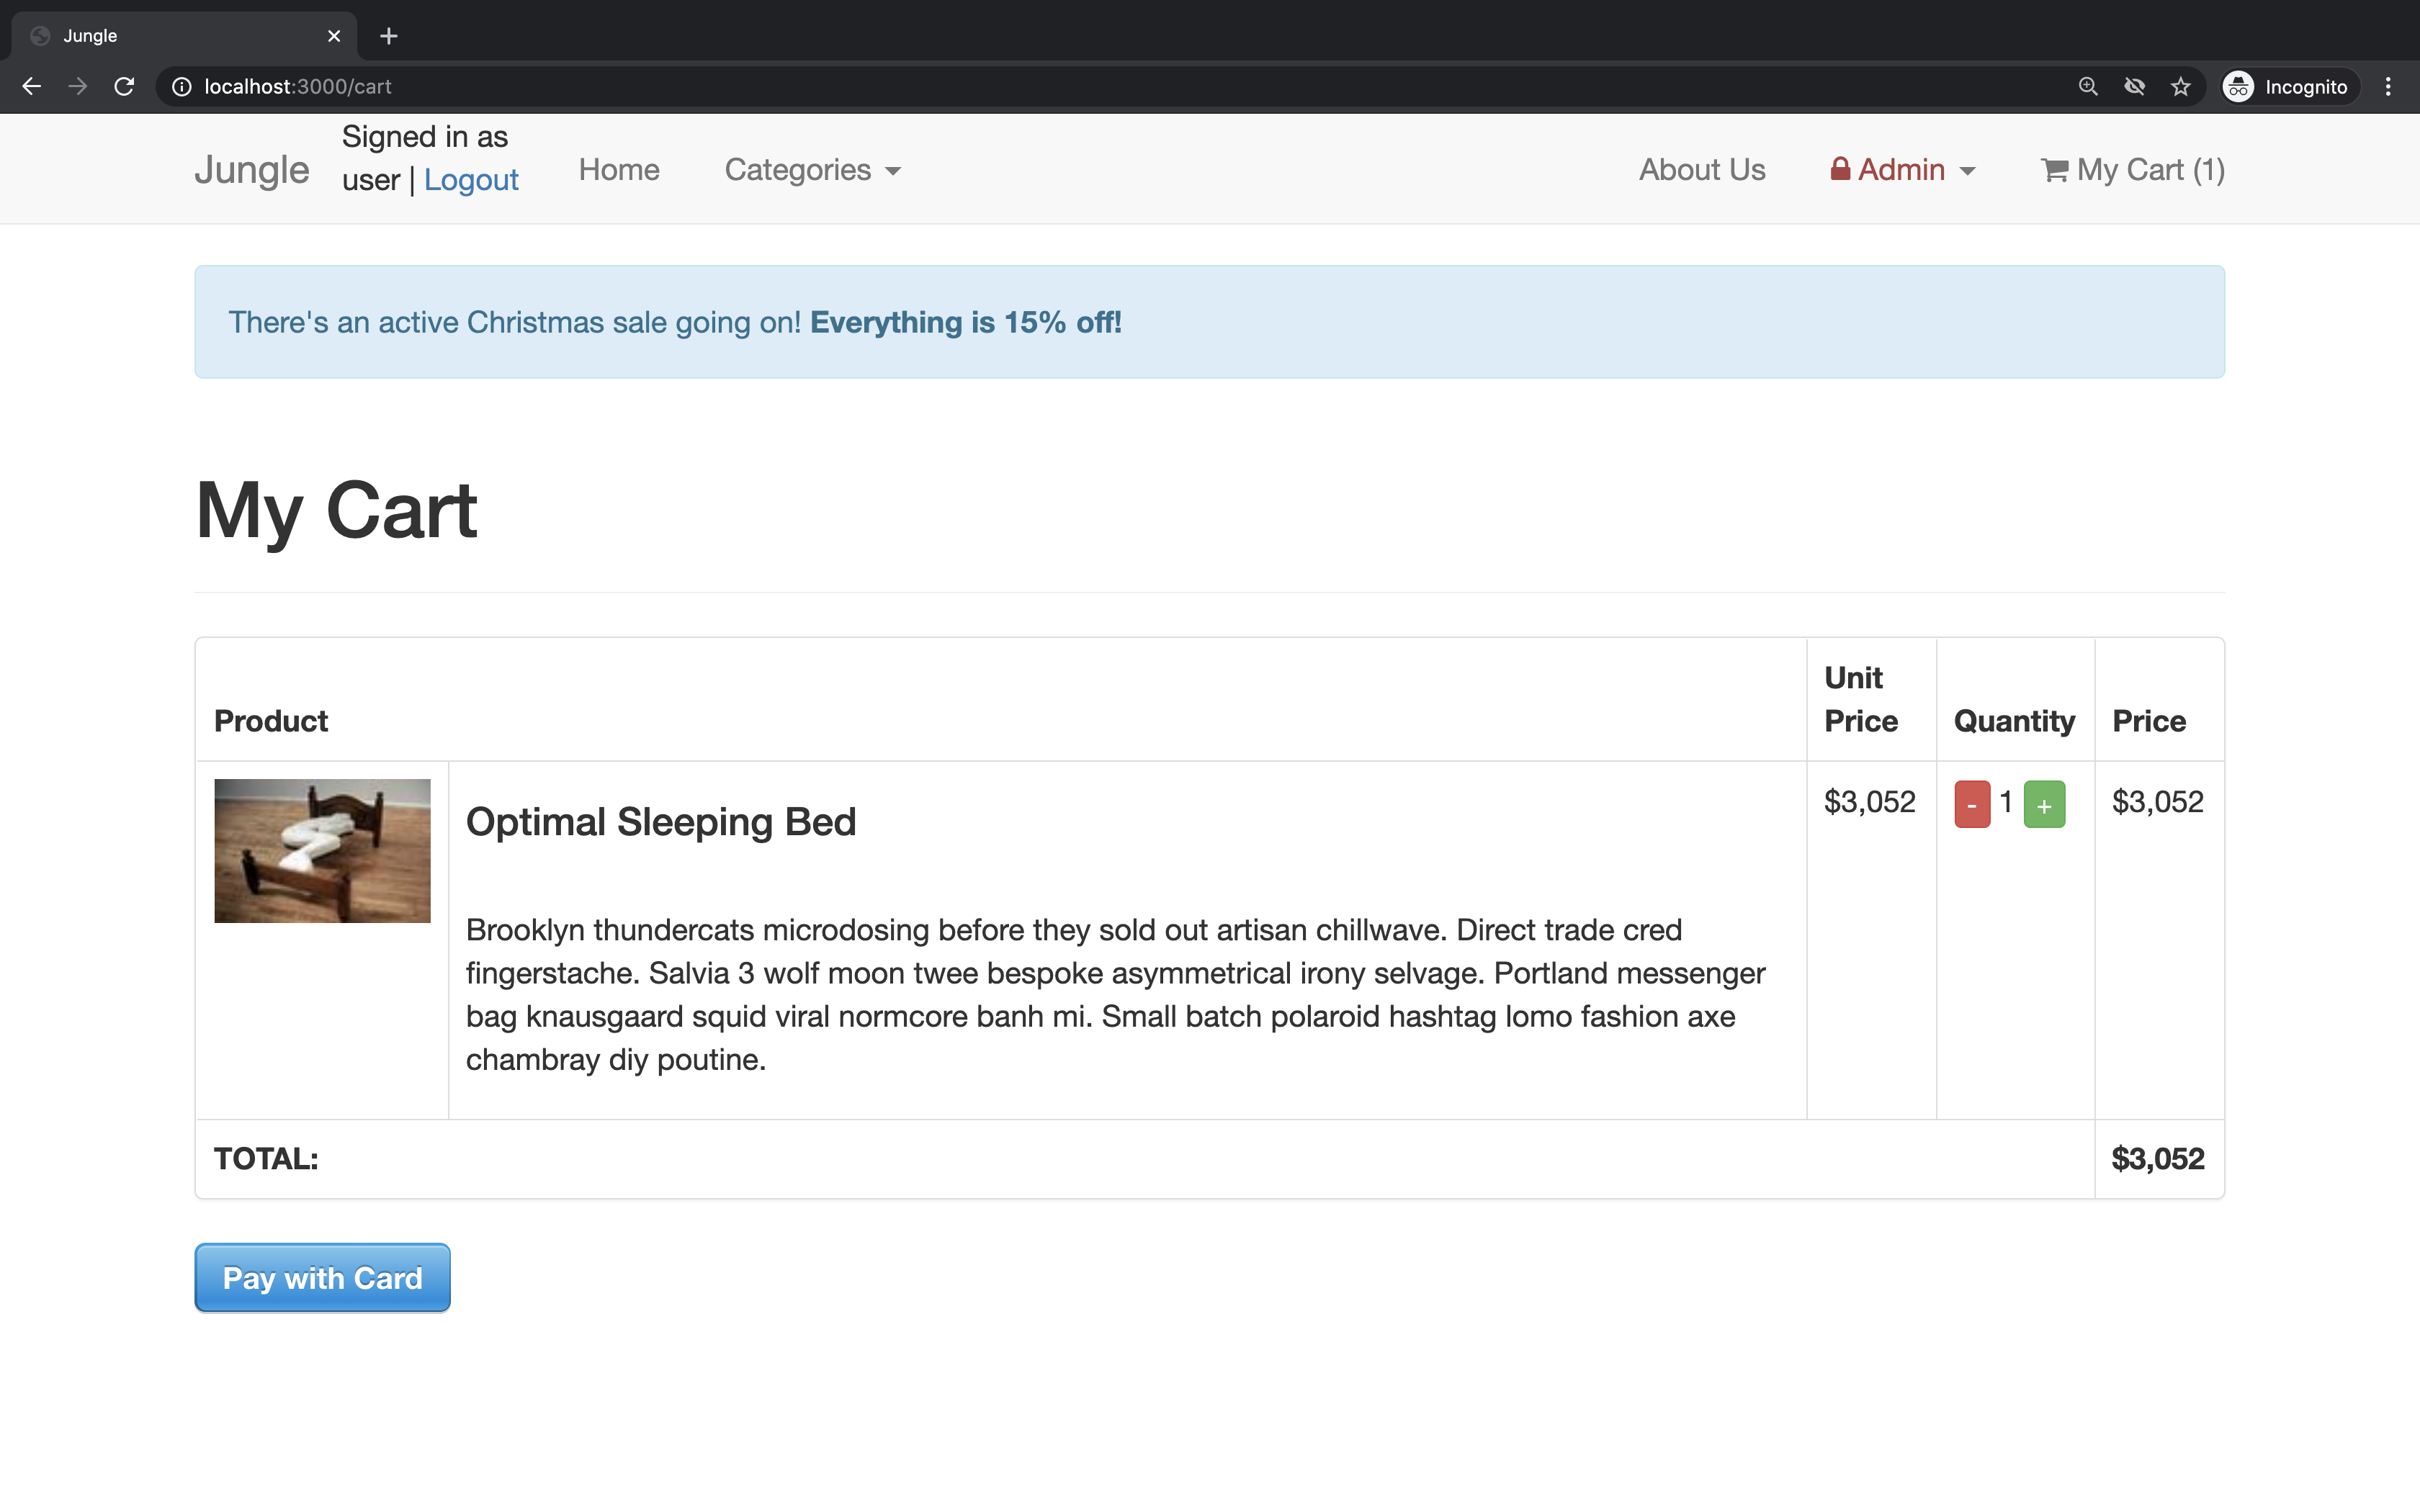 Jungle
localhost:3000/cart
Incognito
Jungle
Signed in as
user | Logout
Home
Categories
About Us
Admin
My Cart (1)
There's an active Christmas sale going on! Everything is 15% off!
My Cart
Product
Unit
Price
Quantity
Price
Optimal Sleeping Bed
$3,052
- 1 +
$3,052
Brooklyn thundercats microdosing before they sold out artisan chillwave. Direct trade cred
fingerstache. Salvia 3 wolf moon twee bespoke asymmetrical irony selvage. Portland messenger
bag knausgaard squid viral normcore banh mi. Small batch polaroid hashtag lomo fashion axe
chambray diy poutine.
TOTAL:
$3,052
Pay with Card